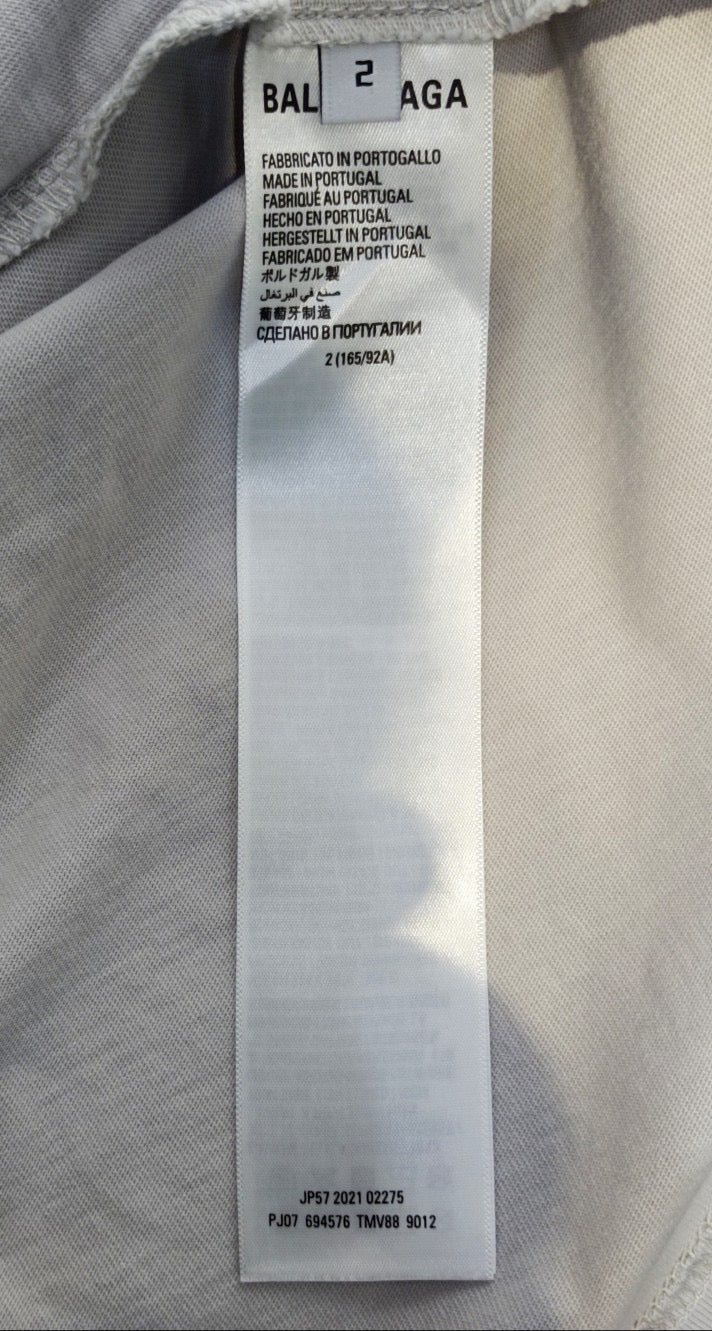 2
BAL AGA
FABBRICATO IN PORTOGALLO
MADE IN PORTUGAL
FABRIQUÉ AU PORTUGAL
HECHO EN PORTUGAL
HERGESTELLT IN PORTUGAL
FABRICADO EM PORTUGAL
ポルトガル製
صنع في البرتغال
葡萄牙制造
СДЕЛАНО В ПОРТУГАЛИИ
2 (165/92A)
JP57 2021 02275
PJ07 694576 TMV88 9012